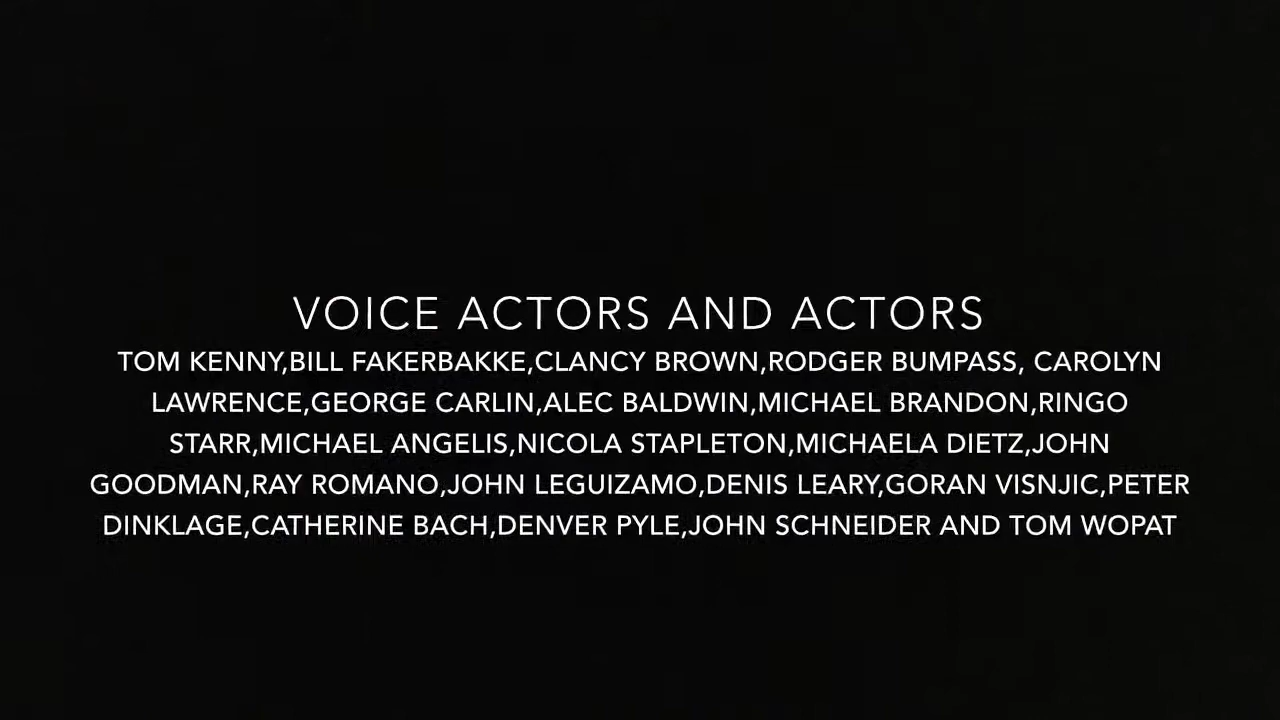 VOICE ACTORS AND ACTORS
TOM KENNY,BILL FAKERBAKKE,CLANCY BROWN,RODGER BUMPASS, CAROLYN
LAWRENCE,GEORGE CARLIN,ALEC BALDWIN,MICHAEL BRANDON,RINGO
STARR,MICHAEL ANGELIS,NICOLA STAPLETON,MICHAELA DIETZ,JOHN
GOODMAN,RAY ROMANO,JOHN LEGUIZAMO,DENIS LEARY,GORAN VISNJIC,PETER
DINKLAGE,CATHERINE BACH,DENVER PYLE,JOHN SCHNEIDER AND TOM WOPAT